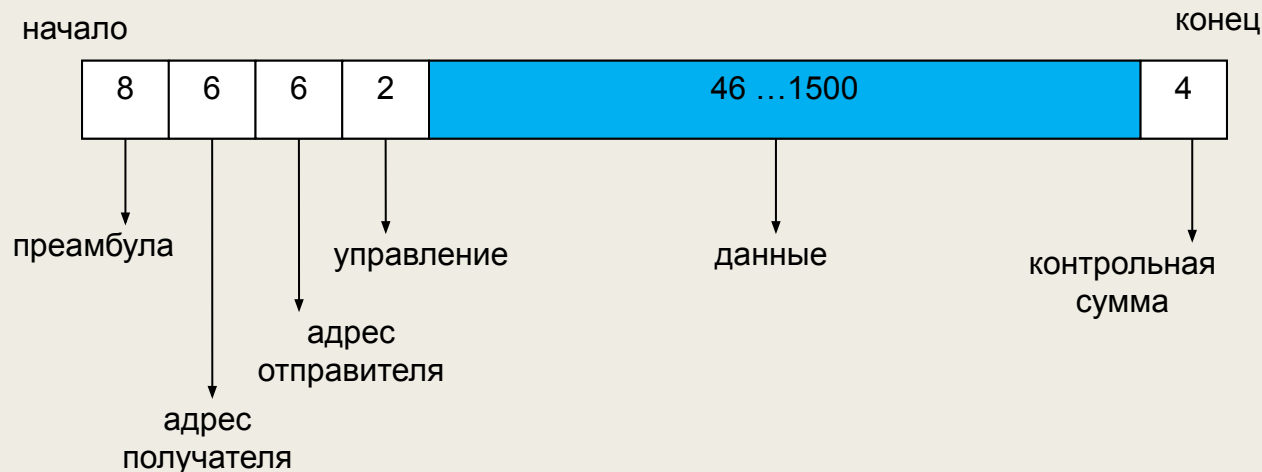 начало
конец
8 6 6 2 46 ...1500 4
преамбула
управление
данные
контрольная
сумма
адрес
отправителя
адрес
получателя